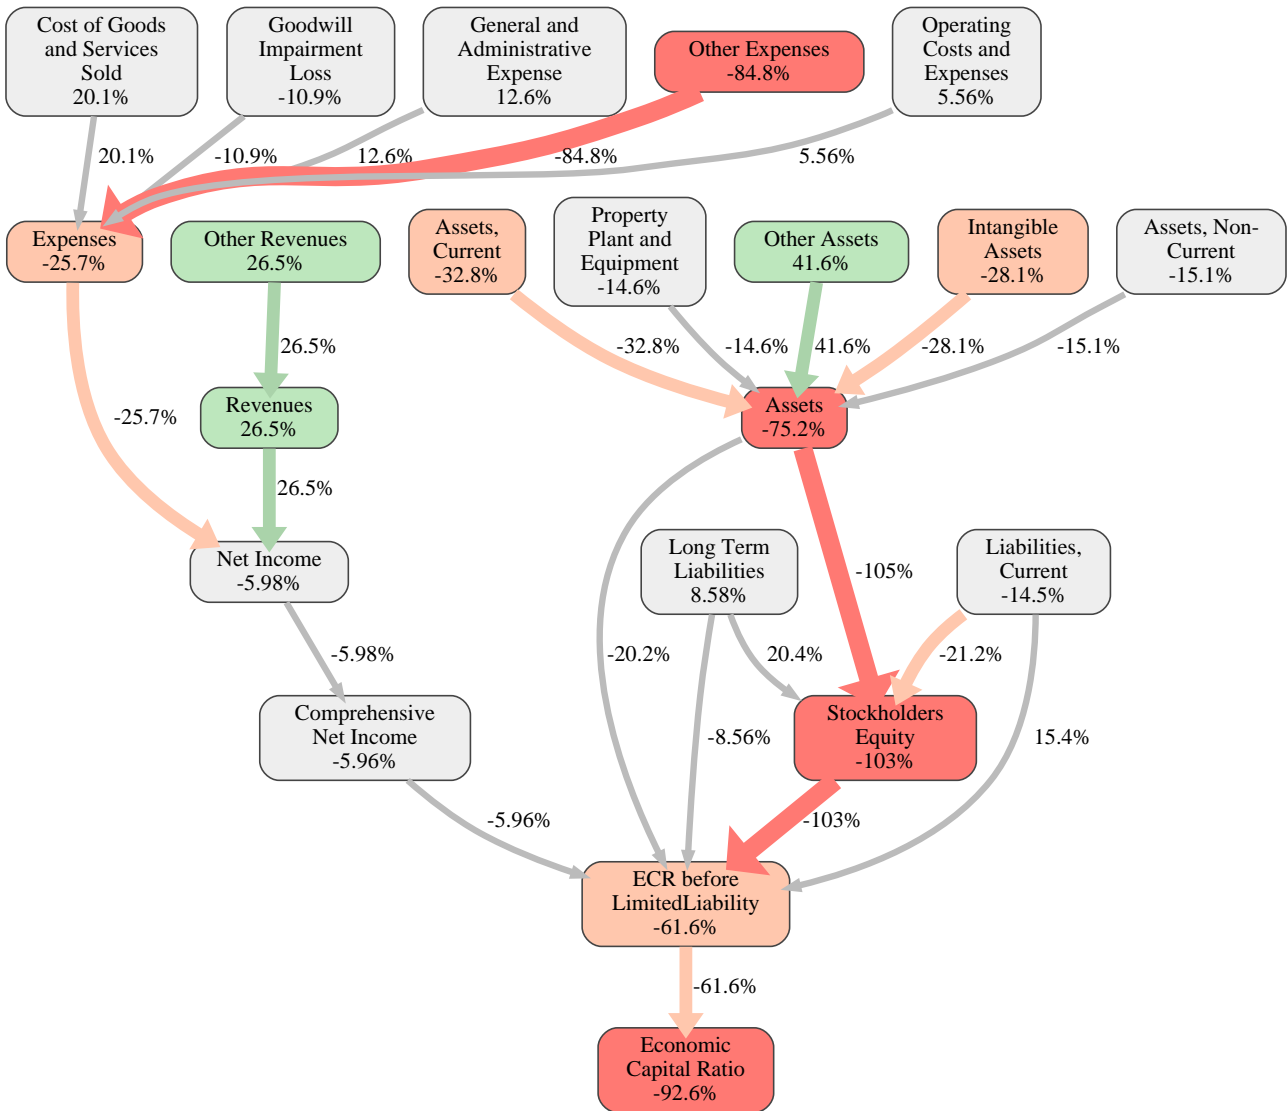 Cost of Goods
and Services
Sold
20.1%
Goodwill
Impairment
Loss
-10.9%
General and
Administrative
Expense
12.6%
Other Expenses
-84.8%
Operating
Costs and
Expenses
5.56%
20.1%
-10.9%
12.6%
-84.8%
5.56%
Expenses
-25.7%
Other Revenues
26.5%
Assets,
Current
-32.8%
Property
Plant and
Equipment
-14.6%
Other Assets
41.6%
Intangible
Assets
-28.1%
Assets, Non-
Current
-15.1%
26.5%
-32.8%
-14.6%
41.6%
-28.1%
-15.1%
-25.7%
Revenues
26.5%
Assets
-75.2%
26.5%
Net Income
-5.98%
Long Term
Liabilities
8.58%
-105%
Liabilities,
Current
-14.5%
-5.98%
-20.2%
20.4%
-21.2%
Comprehensive
Net Income
-5.96%
-8.56%
Stockholders
Equity
-103%
15.4%
-5.96%
-103%
ECR before
LimitedLiability
-61.6%
-61.6%
Economic
Capital Ratio
-92.6%